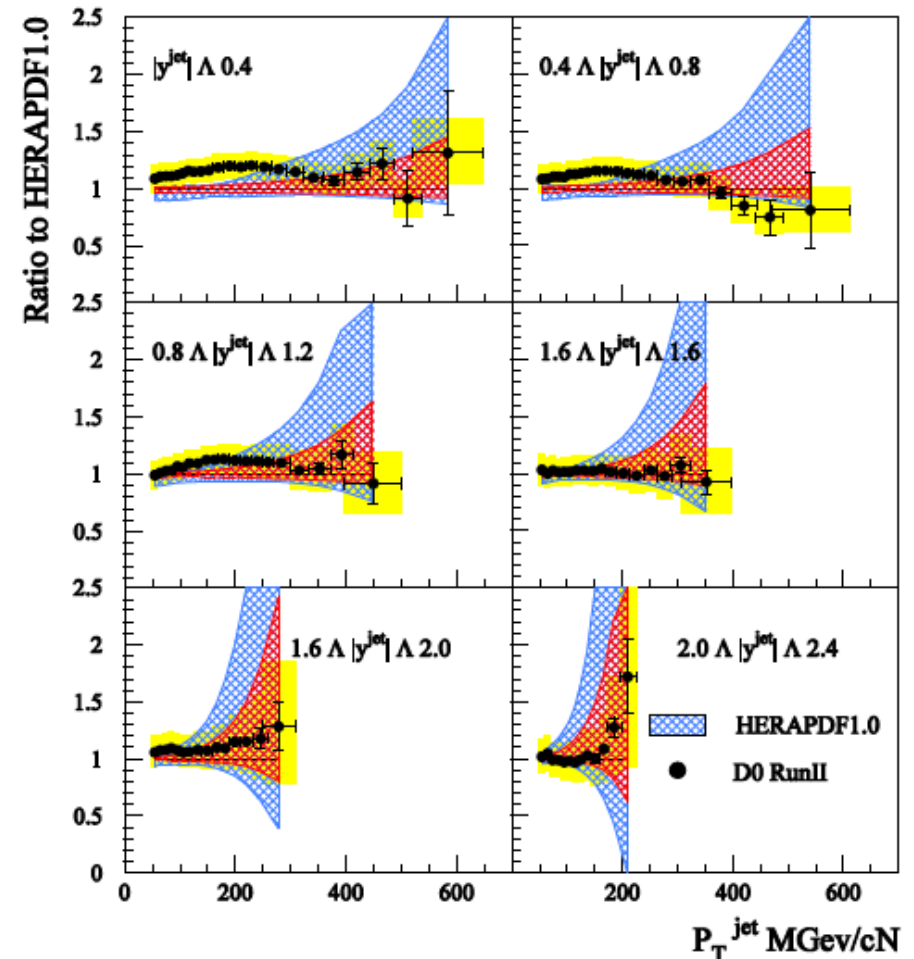 Ratio to HERAPDF1.0
2.5
2
1.5
1
0.5
|y^jet| Λ 0.4
0.4 Λ |y^jet| Λ 0.8
2.5
2
1.5
1
0.5
0.8 Λ |y^jet| Λ 1.2
1.6 Λ |y^jet| Λ 1.6
2.5
2
1.5
1
0.5
0
1.6 Λ |y^jet| Λ 2.0
2.0 Λ |y^jet| Λ 2.4
HERAPDF1.0
D0 RunII
0 200 400 600 200 400 600
P_T^jet MGev/cN